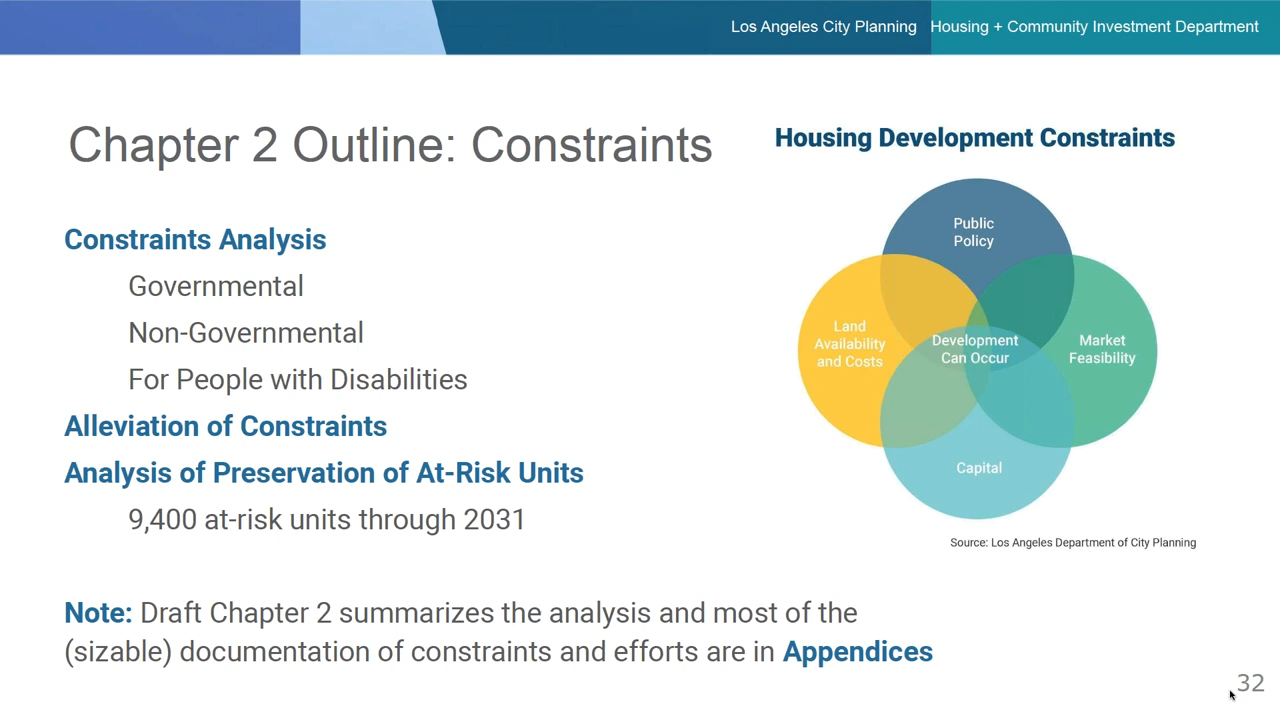 Los Angeles City Planning Housing + Community Investment Department
Chapter 2 Outline: Constraints
Constraints Analysis
Governmental
Non-Governmental
For People with Disabilities
Alleviation of Constraints
Analysis of Preservation of At-Risk Units
9,400 at-risk units through 2031
Note: Draft Chapter 2 summarizes the analysis and most of the
(sizable) documentation of constraints and efforts are in Appendices
Housing Development Constraints
Public
Policy
Land
Availability
and Costs
Development
Can Occur
Market
Feasibility
Capital
Source: Los Angeles Department of City Planning
32